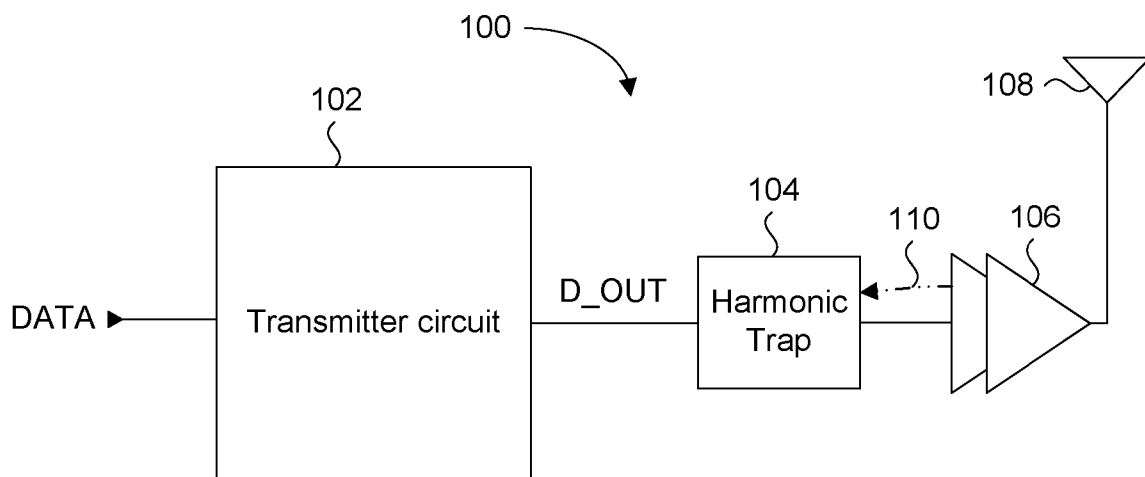 100
108
102
104
110
106
DATA
Transmitter circuit
D_OUT
Harmonic
Trap